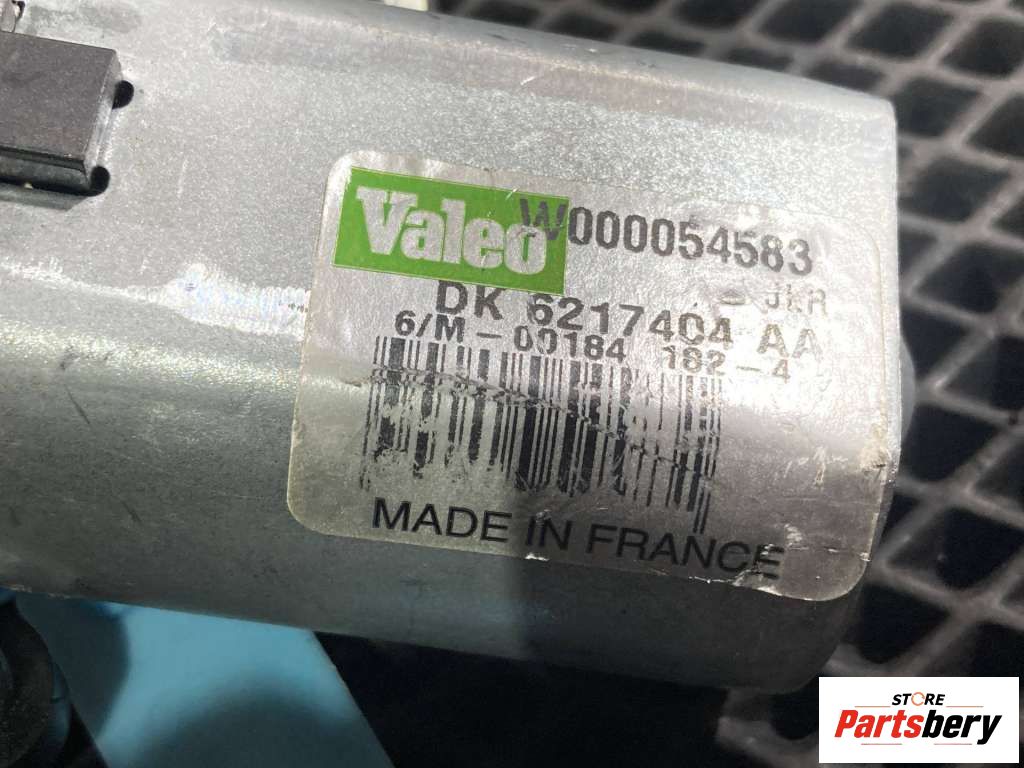 Valeo W000054583
DK 6217404 AA
6/M-00184 182-4
MADE IN FRANCE
STORE
Partsbery